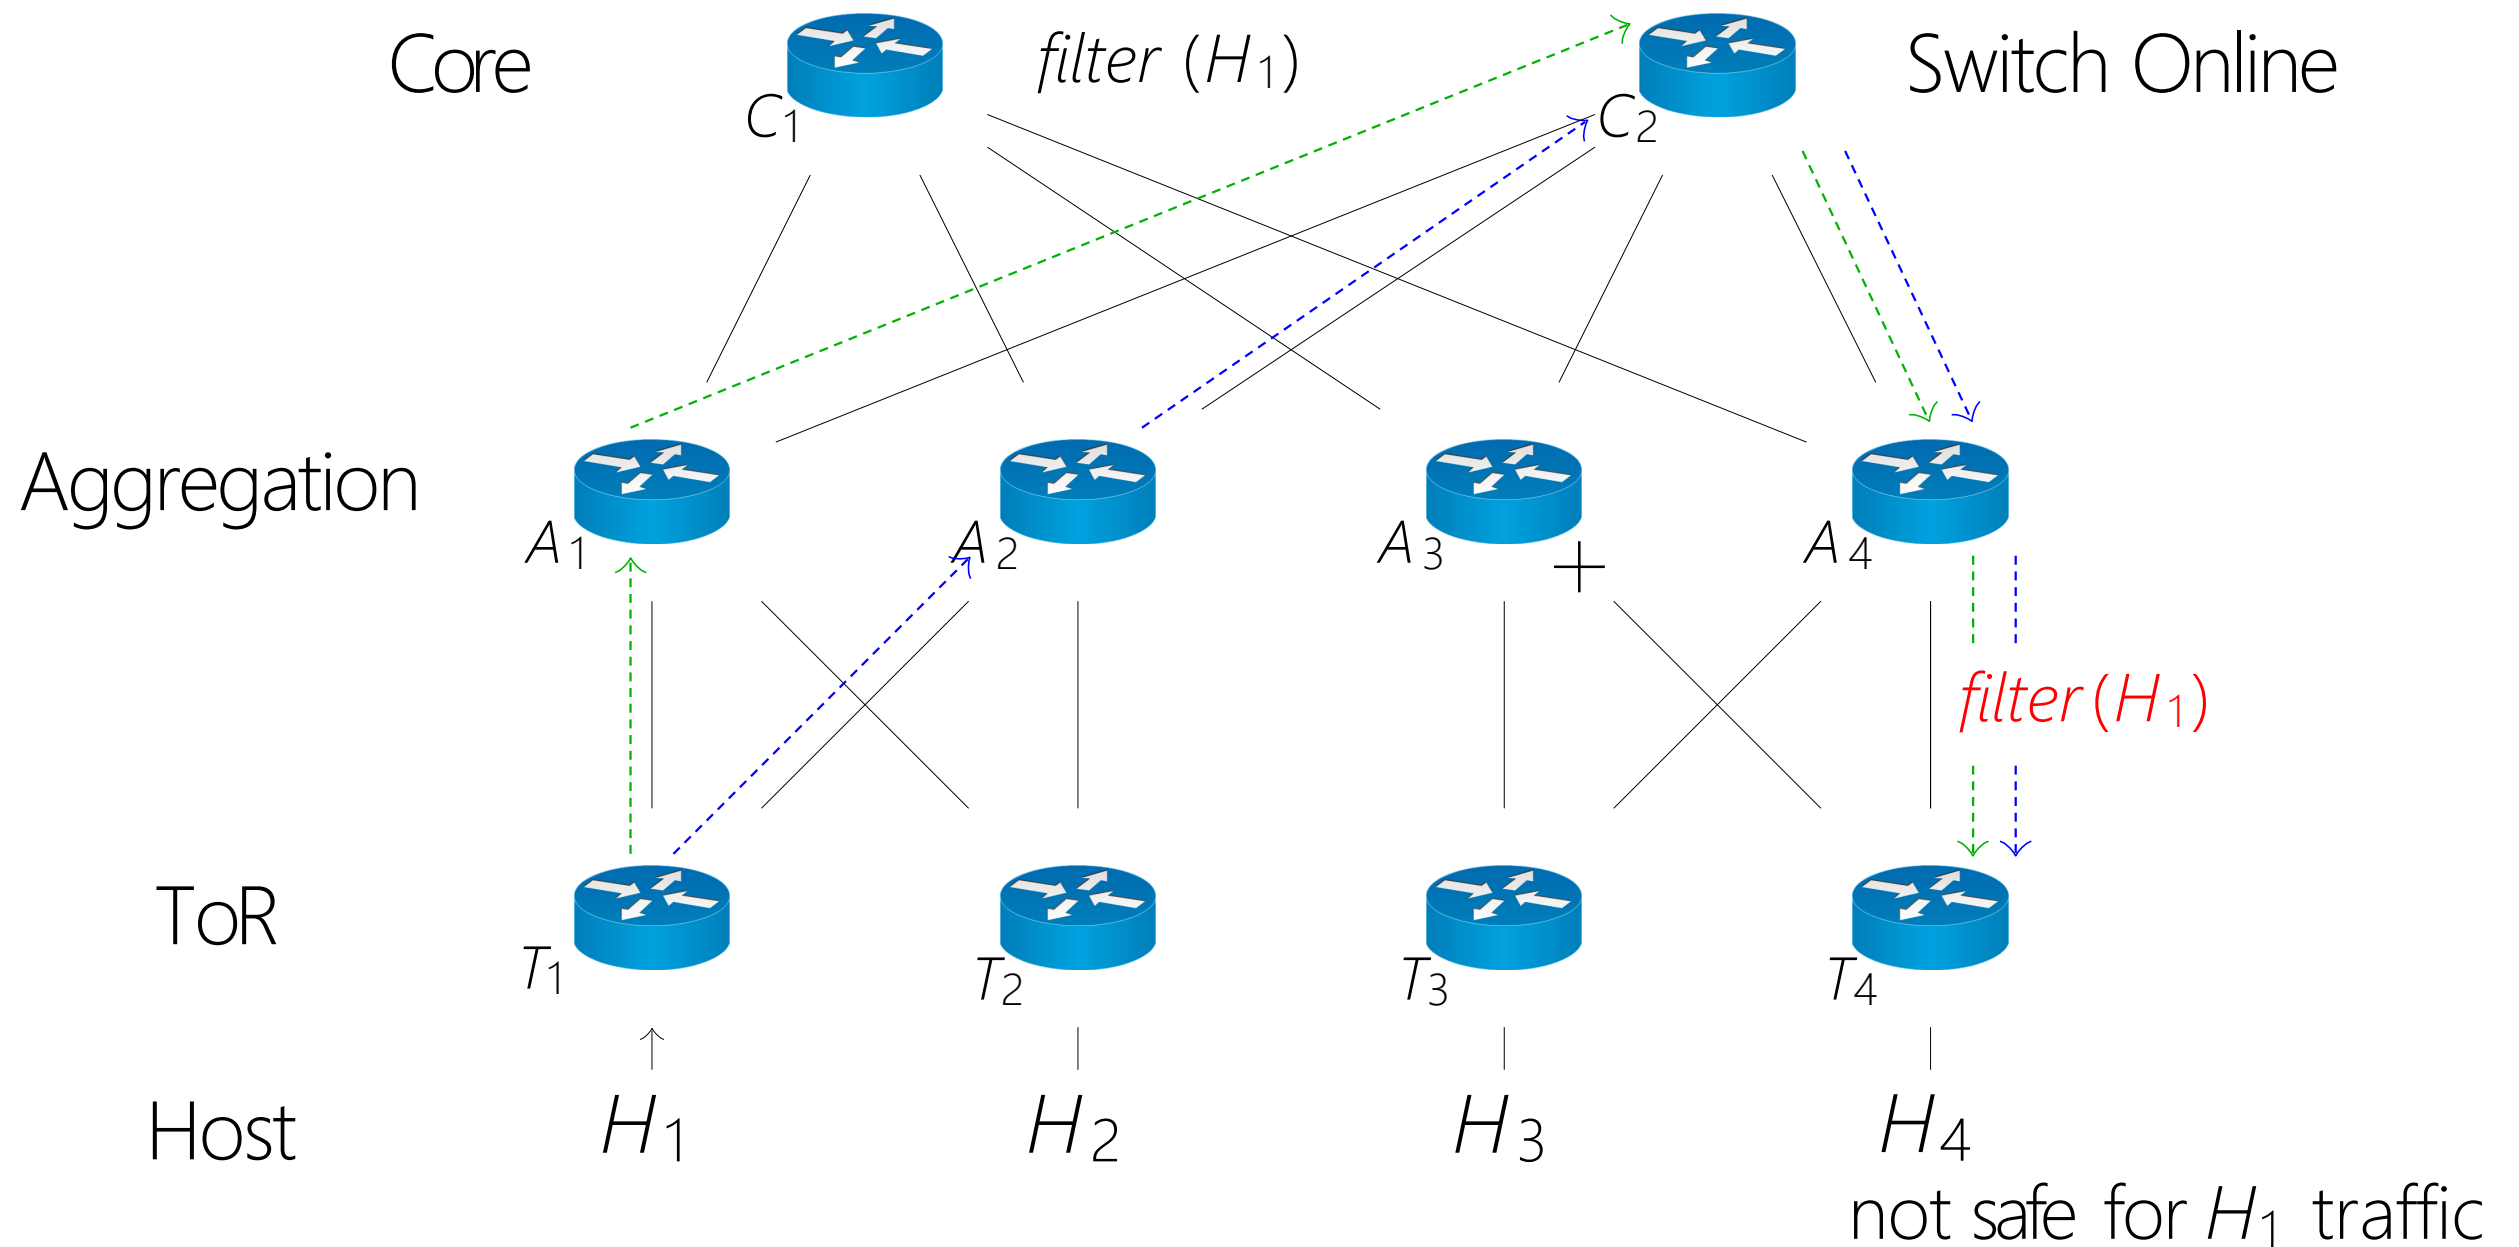 Core
filter (H1)
Switch Online
C1
C2
Aggregation
A1
A2
A3
A4
+
filter(H1)
ToR
T1
T2
T3
T4
Host
H1
H2
H3
H4
not safe for H1 traffic